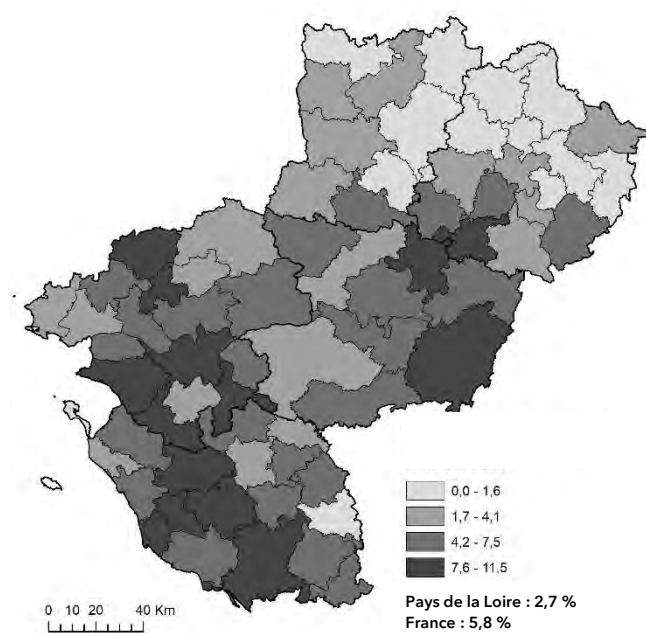 0,0 - 1,6
1,7 - 4,1
4,2 - 7,5
7,6 - 11,5
0 10 20 40 Km
Pays de la Loire : 2,7 %
France : 5,8 %